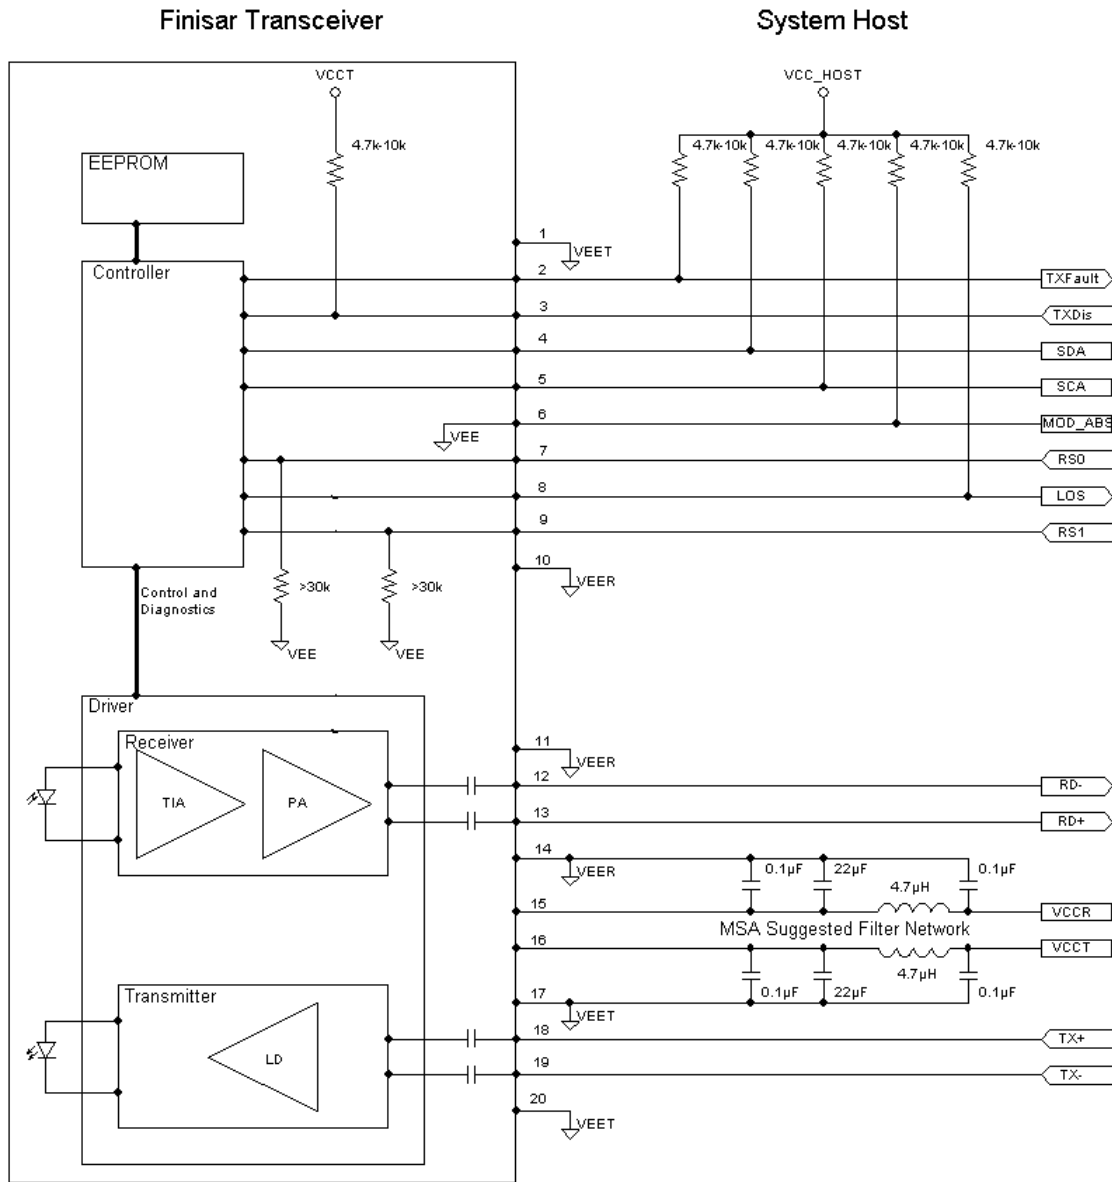 Finisar Transceiver
System Host
VCCT
4.7k-10k
VCC_HOST
4.7k-10k
4.7k-10k
4.7k-10k
4.7k-10k
4.7k-10k
EEPROM
Controller
1
VEET
2
TXFault
3
TXDis
4
SDA
5
SCA
6
VEE
MOD_ABS
7
RS0
8
LOS
9
RS1
10
VEER
Control and
Diagnostics
>30k
>30k
VEE
VEE
Driver
Receiver
TIA
PA
11
VEER
12
RD-
13
RD+
14
VEER
0.1µF
22µF
4.7µH
0.1µF
15
VCCR
MSA Suggested Filter Network
16
VCCT
4.7µH
0.1µF
22µF
0.1µF
17
VEET
Transmitter
LD
18
TX+
19
TX-
20
VEET